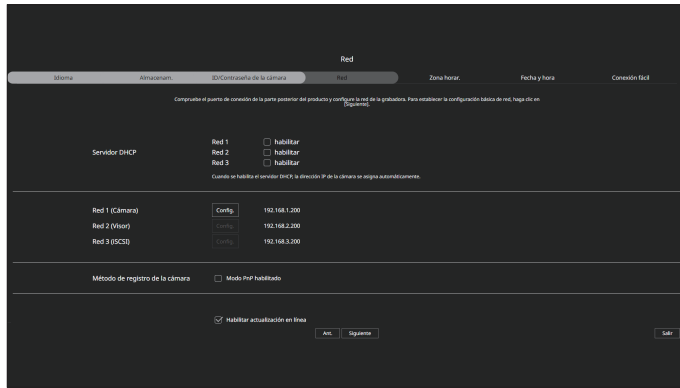 Red
Idioma Almacenam. ID/Contraseña de la cámara Red Zona horar. Fecha y hora Conexión fácil
Compruebe el puerto de conexión de la parte posterior del producto y configure la red de la grabadora. Para establecer la configuración básica de red, haga clic en
[Siguiente].
Servidor DHCP
Red 1 habilitar
Red 2 habilitar
Red 3 habilitar
Cuando se habilita el servidor DHCP, la dirección IP de la cámara se asigna automáticamente.
Red 1 (Cámara) Config. 192.168.1.200
Red 2 (Visor) Config. 192.168.2.200
Red 3 (iSCSI) Config. 192.168.3.200
Método de registro de la cámara Modo PnP habilitado
Habilitar actualización en línea
Ant. Siguiente Salir